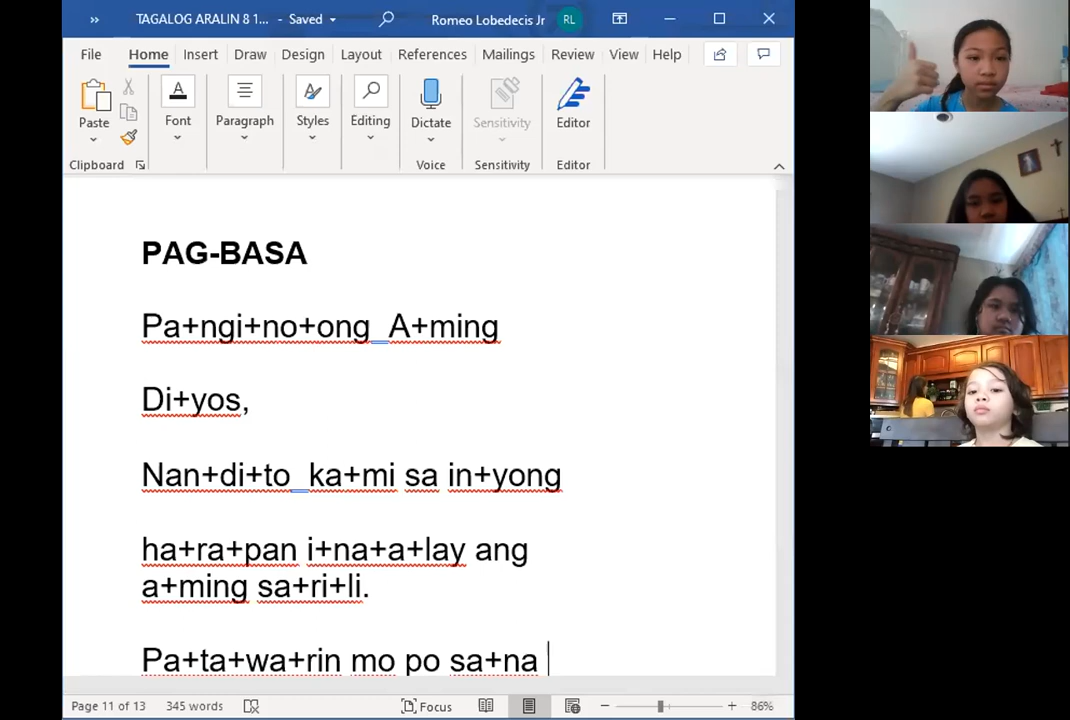 »
TAGALOG ARALIN 8 1... - Saved
Romeo Lobedecis Jr
RL
File Home Insert Draw Design Layout References Mailings Review View Help
Paste Font Paragraph Styles Editing Dictate Sensitivity Editor
Clipboard Voice Sensitivity Editor
PAG-BASA
Pa+ngi+no+ong_A+ming
Di+yos,
Nan+di+to_ka+mi sa in+yong
ha+ra+pan i+na+a+lay ang
a+ming sa+ri+li.
Pa+ta+wa+rin mo po sa+na
Page 11 of 13 345 words Focus 86%